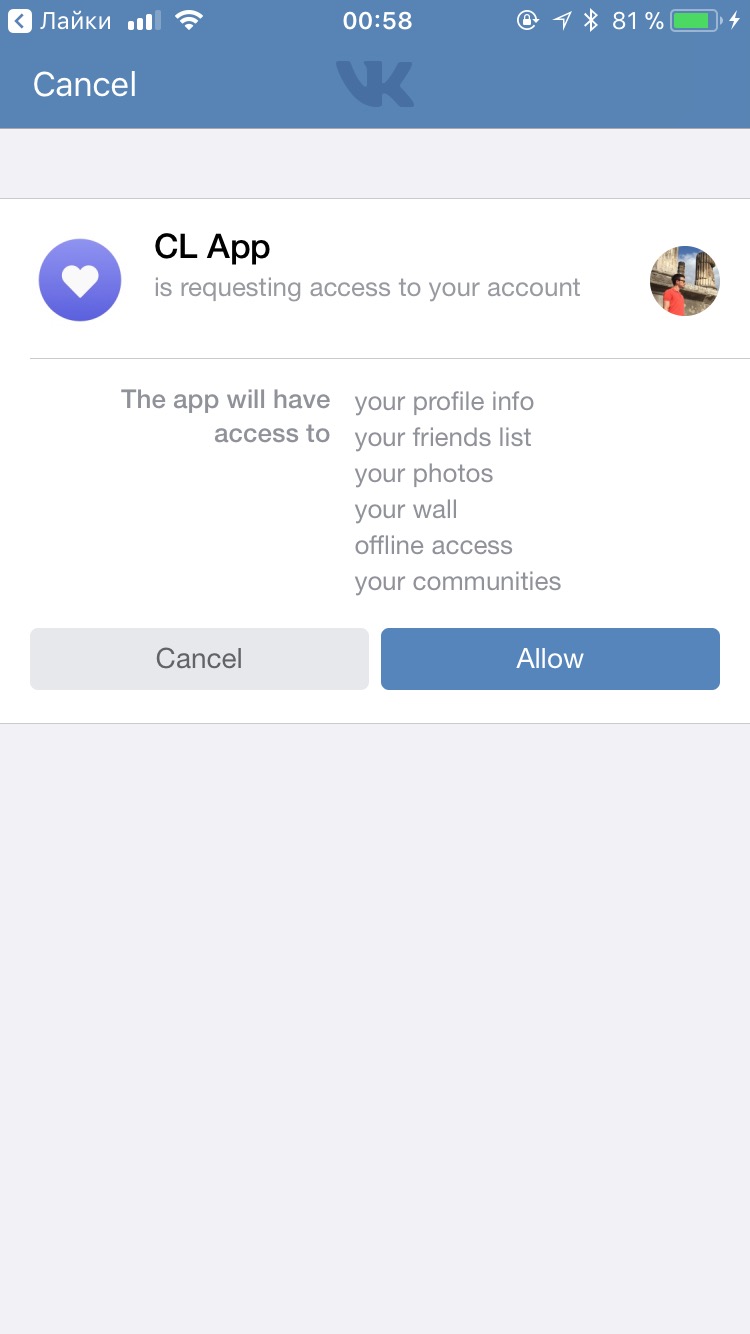 Лайки 00:58 81 %
Cancel VK
CL App
is requesting access to your account
The app will have
access to
your profile info
your friends list
your photos
your wall
offline access
your communities
Cancel Allow